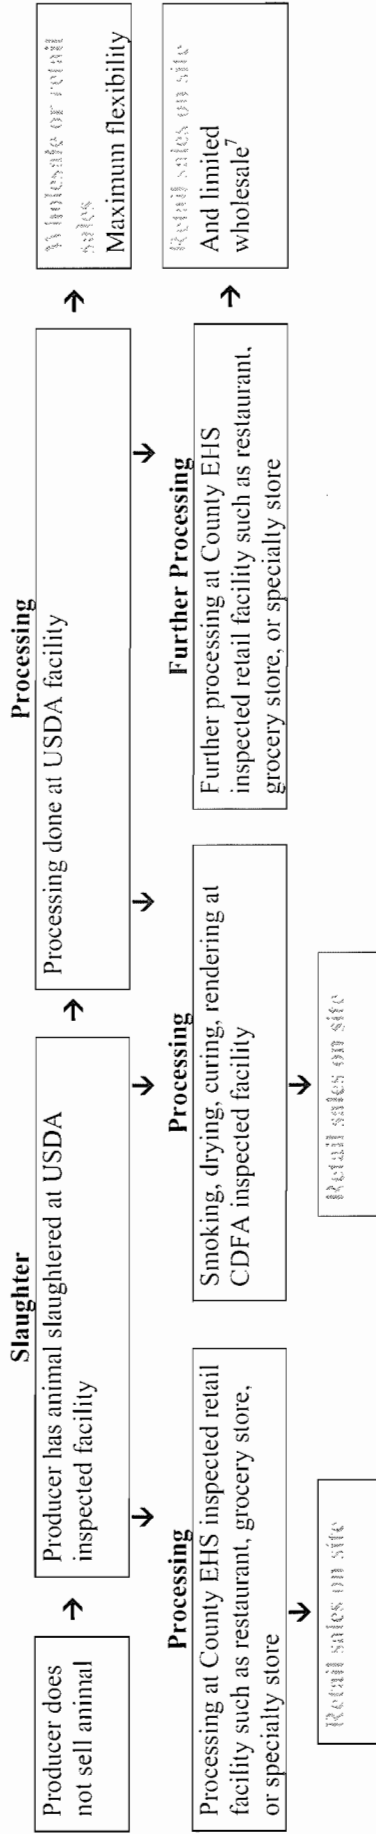 Slaughter
Processing
Producer does
not sell animal
Producer has animal slaughtered at USDA
inspected facility
Processing done at USDA facility
Wholesale or retail
sales
Maximum flexibility
Processing
Processing at County EHS inspected retail
facility such as restaurant, grocery store,
or specialty store
Processing
Smoking, drying, curing, rendering at
CDFA inspected facility
Further Processing
Further processing at County EHS
inspected retail facility such as restaurant,
grocery store, or specialty store
Retail sales on site
And limited
wholesale7
Retail sales on site
Retail sales on site